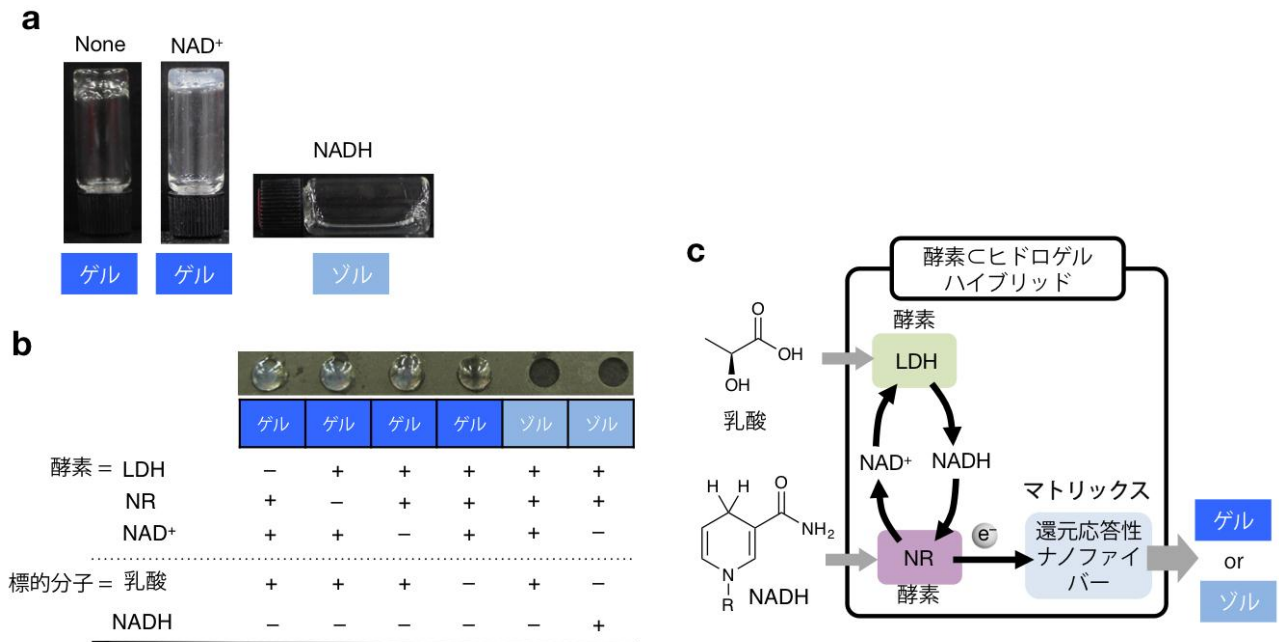 a
None
NAD⁺
NADH
ゲル
ゲル
ゾル
b
ゲル ゲル ゲル ゲル ゾル ゾル
酵素 = LDH − + + + + +
NR + − + + + +
NAD⁺ + + − + + −
標的分子 = 乳酸 + + + − + −
NADH − − − − − +
c
酵素⊂ヒドロゲル
ハイブリッド
酵素
LDH
O
OH
OH
乳酸
NAD⁺ NADH
H H
O
NH₂
N
R
NADH
NR
酵素
e⁻
マトリックス
還元応答性
ナノファイ
バー
ゲル
or
ゾル